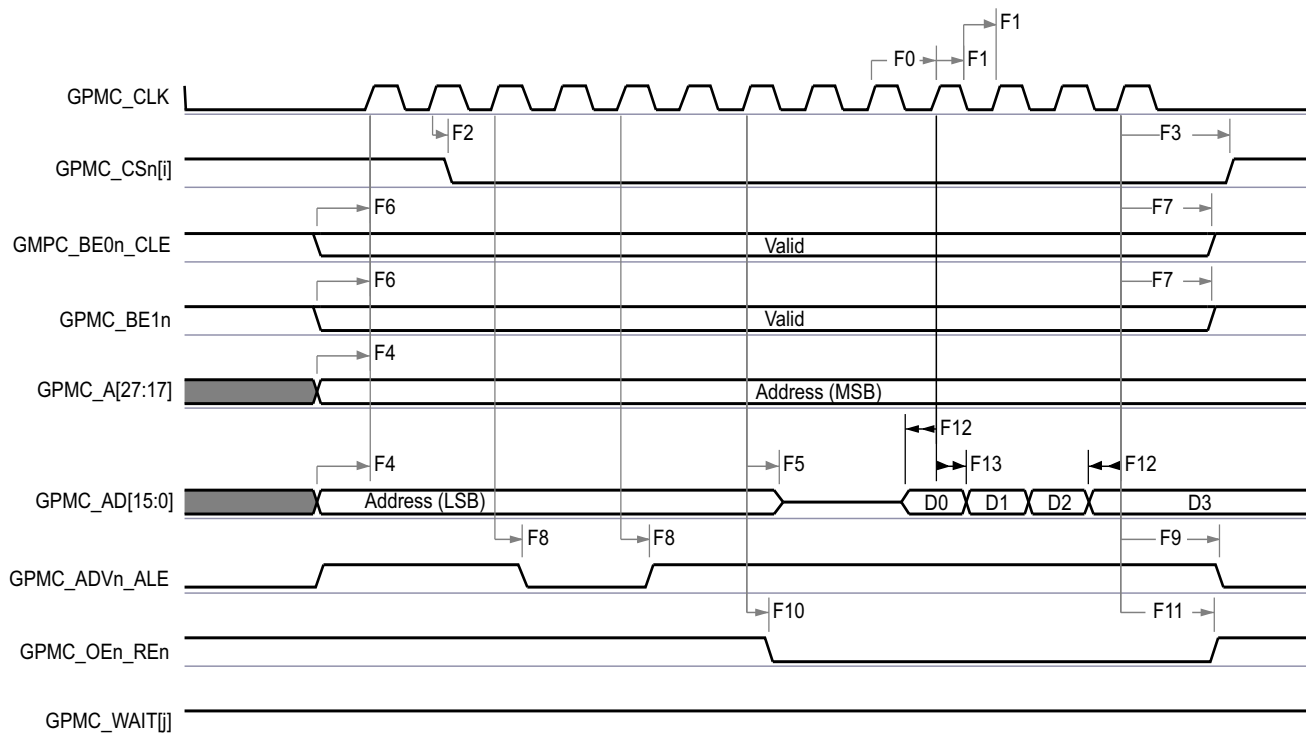 F1
F0 F1
GPMC_CLK
F2 F3
GPMC_CSn[i]
F6 F7
GMPC_BE0n_CLE Valid
F6 F7
GPMC_BE1n Valid
F4
GPMC_A[27:17] Address (MSB)
F12
F4 F5 F13 F12
GPMC_AD[15:0] Address (LSB) D0 D1 D2 D3
F8 F8 F9
GPMC_ADVn_ALE
F10 F11
GPMC_OEn_REn
GPMC_WAIT[j]